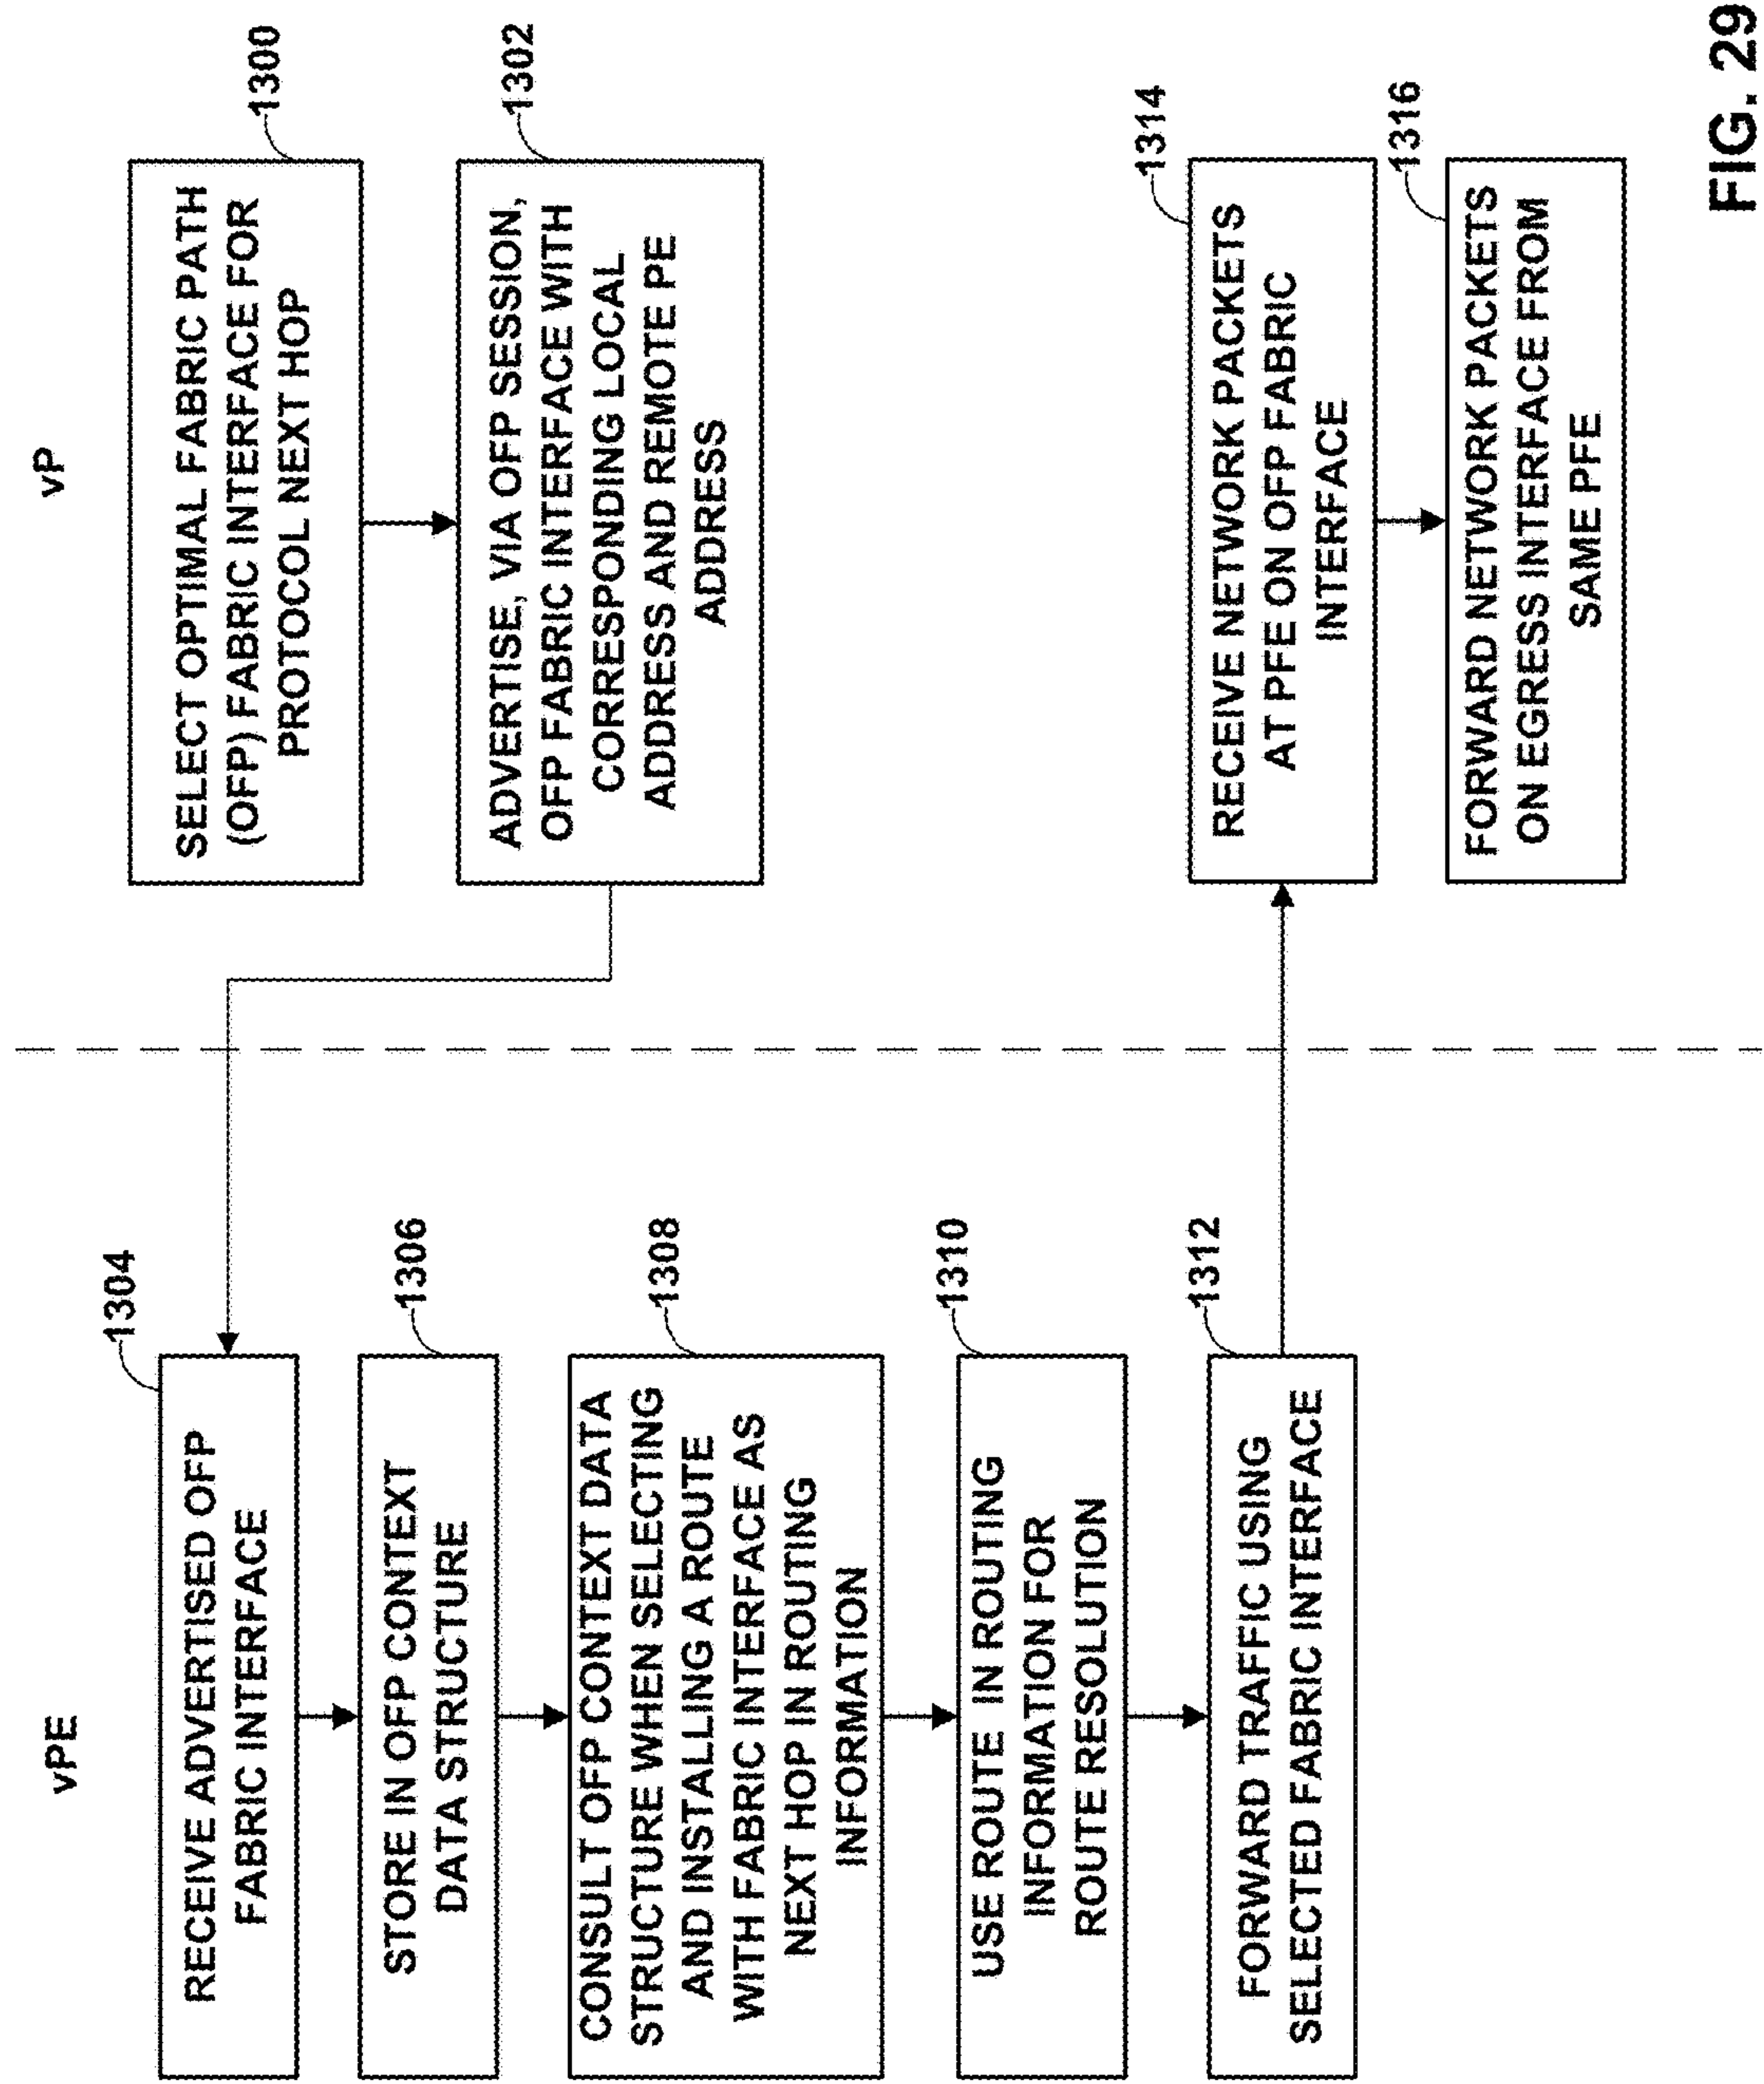 vPE
vP
1304
RECEIVE ADVERTISED OFP
FABRIC INTERFACE
1306
STORE IN OFP CONTEXT
DATA STRUCTURE
1308
CONSULT OFP CONTEXT DATA
STRUCTURE WHEN SELECTING
AND INSTALLING A ROUTE
WITH FABRIC INTERFACE AS
NEXT HOP IN ROUTING
INFORMATION
1310
USE ROUTE IN ROUTING
INFORMATION FOR
ROUTE RESOLUTION
1312
FORWARD TRAFFIC USING
SELECTED FABRIC INTERFACE
1300
SELECT OPTIMAL FABRIC PATH
(OFP) FABRIC INTERFACE FOR
PROTOCOL NEXT HOP
1302
ADVERTISE, VIA OFP SESSION,
OFP FABRIC INTERFACE WITH
CORRESPONDING LOCAL
ADDRESS AND REMOTE PE
ADDRESS
1314
RECEIVE NETWORK PACKETS
AT PFE ON OFP FABRIC
INTERFACE
1316
FORWARD NETWORK PACKETS
ON EGRESS INTERFACE FROM
SAME PFE
FIG. 29